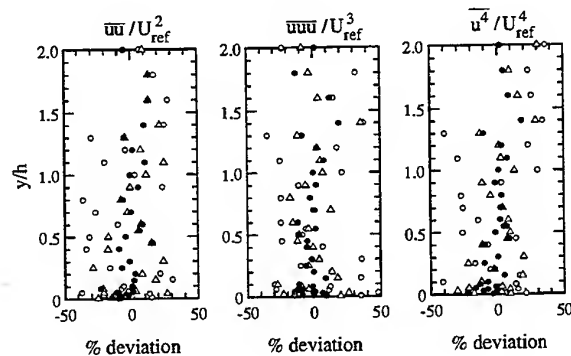 $\overline{uu}/U_{ref}^2$ $\overline{uuu}/U_{ref}^3$ $\overline{u^4}/U_{ref}^4$
2.0 2.0 2.0
1.5 1.5 1.5
y/h
1.0 1.0 1.0
0.5 0.5 0.5
0 0 0
-50 0 50 -50 0 50 -50 0 50
% deviation % deviation % deviation